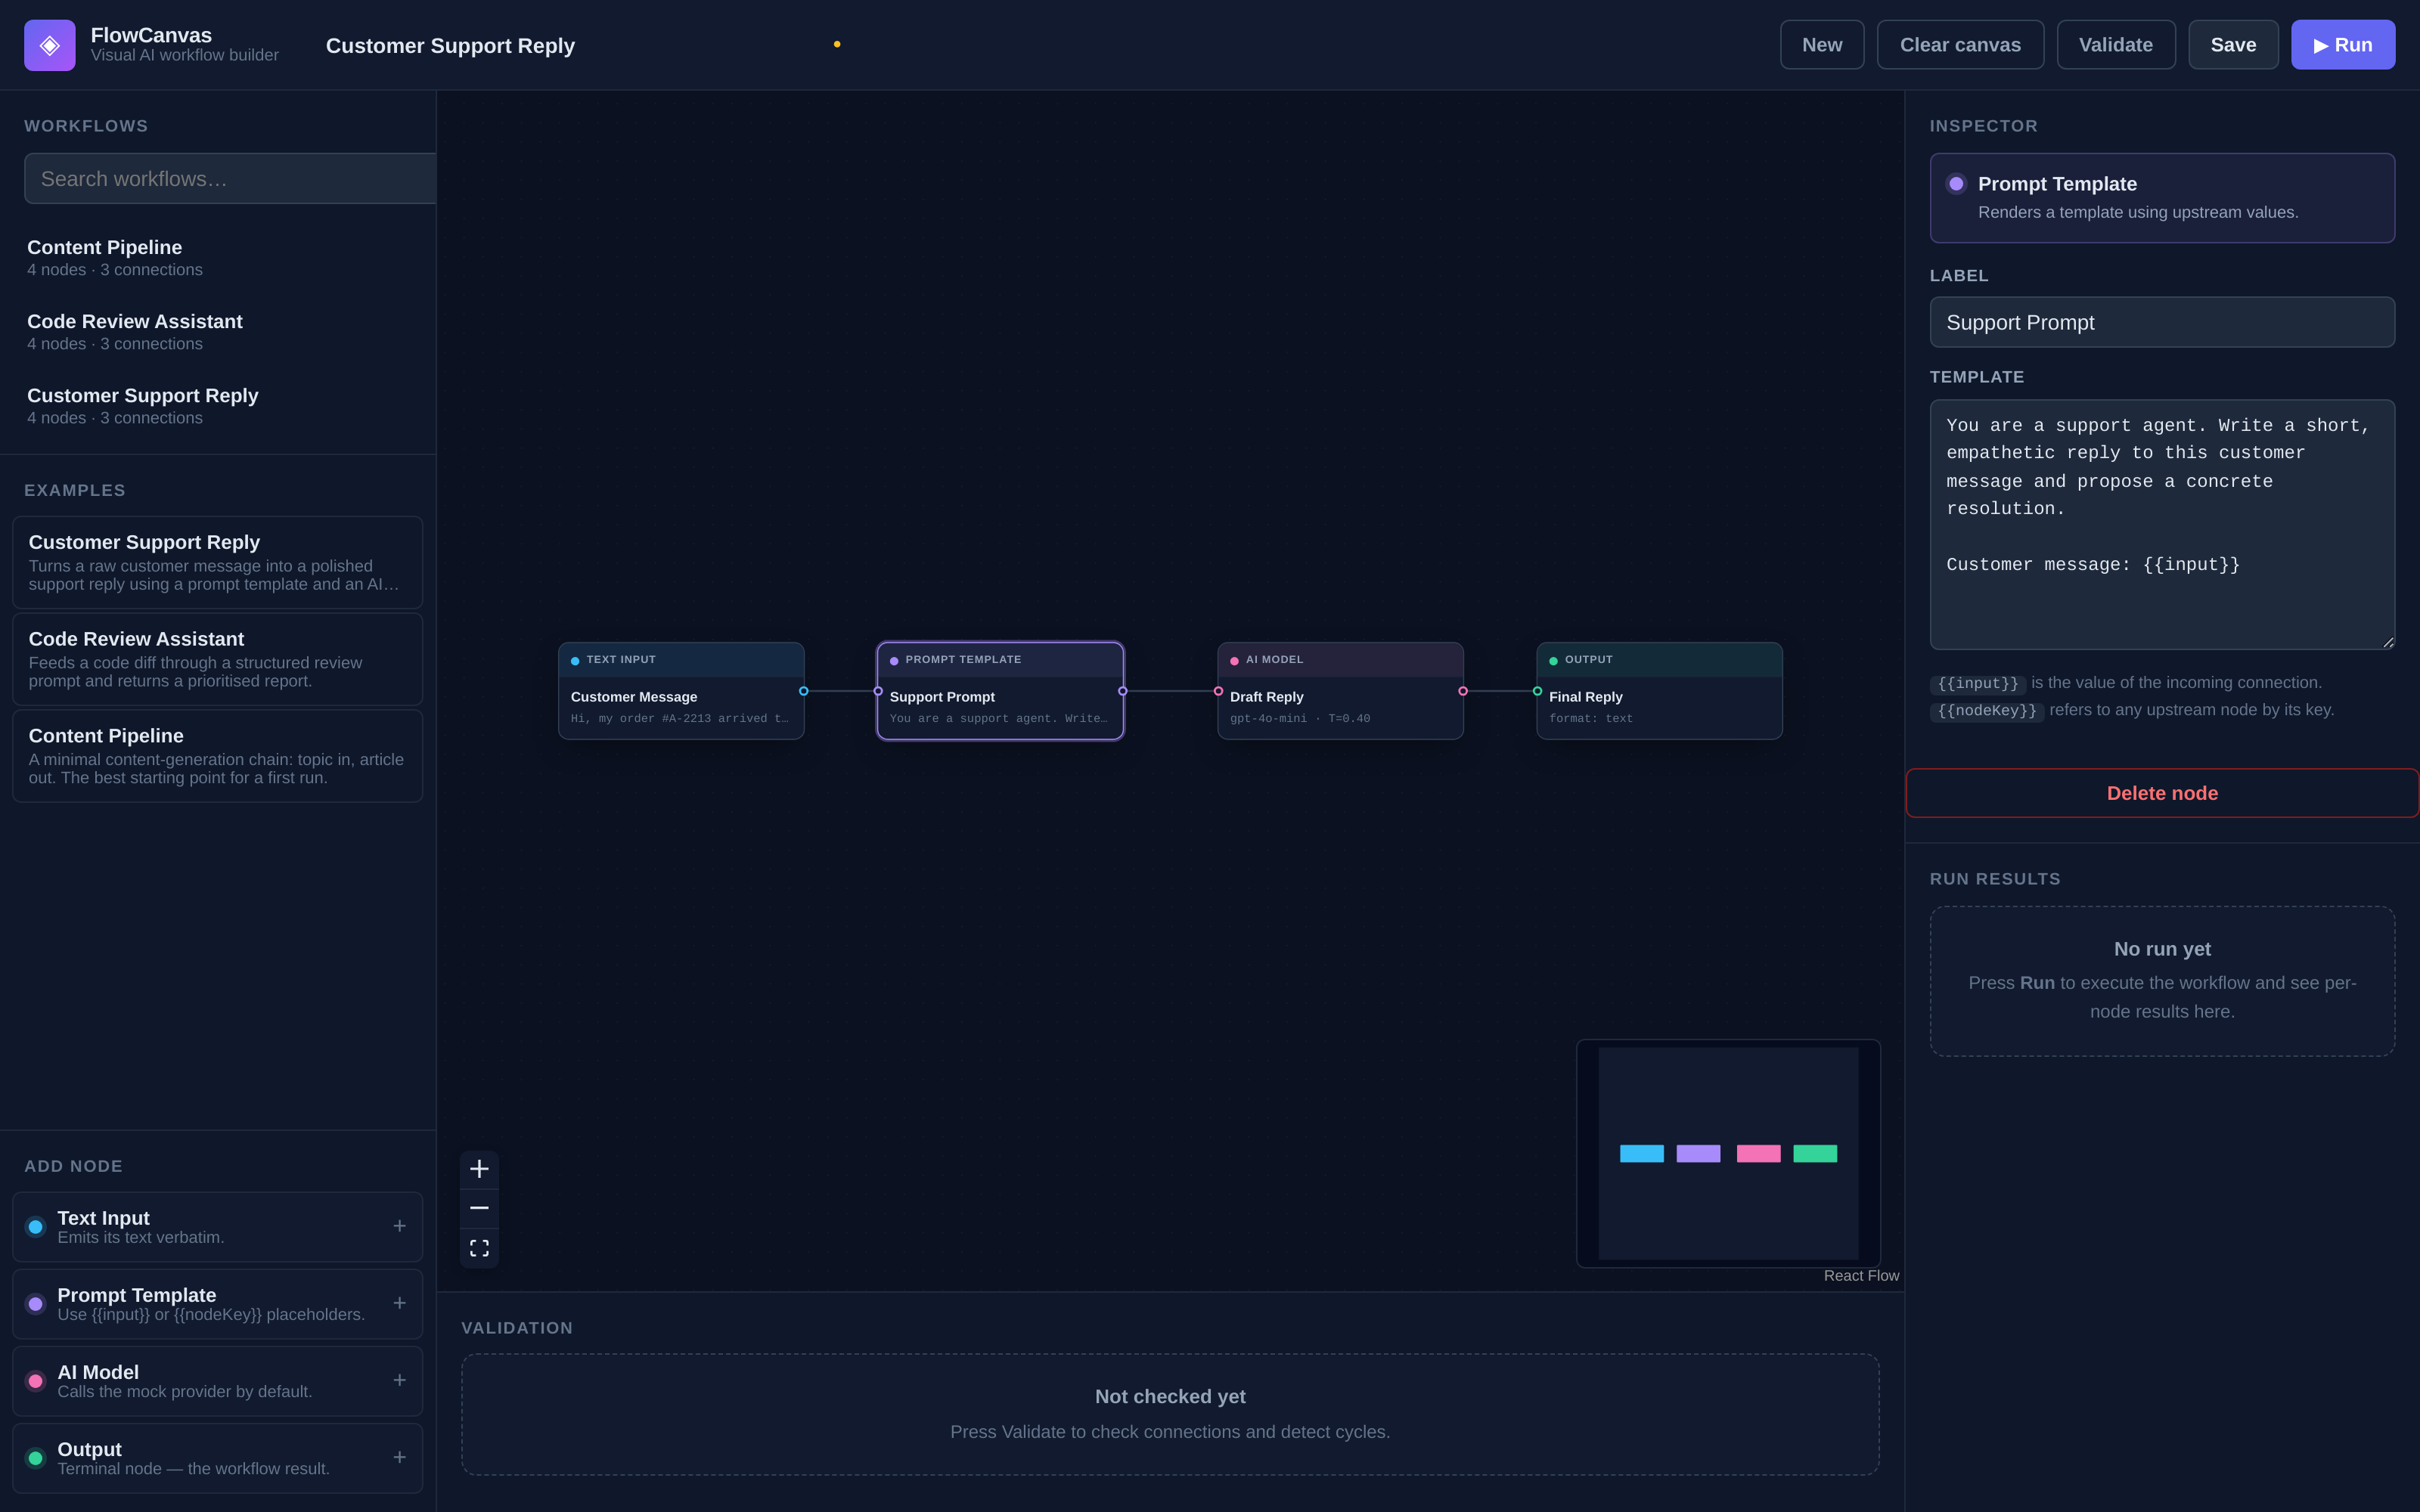 FlowCanvas
Visual AI workflow builder
Customer Support Reply
New
Clear canvas
Validate
Save
▶ Run
WORKFLOWS
Search workflows…
Content Pipeline
4 nodes · 3 connections
Code Review Assistant
4 nodes · 3 connections
Customer Support Reply
4 nodes · 3 connections
EXAMPLES
Customer Support Reply
Turns a raw customer message into a polished
support reply using a prompt template and an AI…
Code Review Assistant
Feeds a code diff through a structured review
prompt and returns a prioritised report.
Content Pipeline
A minimal content-generation chain: topic in, article
out. The best starting point for a first run.
ADD NODE
Text Input
Emits its text verbatim.
+
Prompt Template
Use {{input}} or {{nodeKey}} placeholders.
+
AI Model
Calls the mock provider by default.
+
Output
Terminal node — the workflow result.
+
TEXT INPUT
Customer Message
Hi, my order #A-2213 arrived t…
PROMPT TEMPLATE
Support Prompt
You are a support agent. Write…
AI MODEL
Draft Reply
gpt-4o-mini · T=0.40
OUTPUT
Final Reply
format: text
React Flow
VALIDATION
Not checked yet
Press Validate to check connections and detect cycles.
INSPECTOR
Prompt Template
Renders a template using upstream values.
LABEL
Support Prompt
TEMPLATE
You are a support agent. Write a short,
empathetic reply to this customer
message and propose a concrete
resolution.
Customer message: {{input}}
{{input}} is the value of the incoming connection.
{{nodeKey}} refers to any upstream node by its key.
Delete node
RUN RESULTS
No run yet
Press Run to execute the workflow and see per-
node results here.